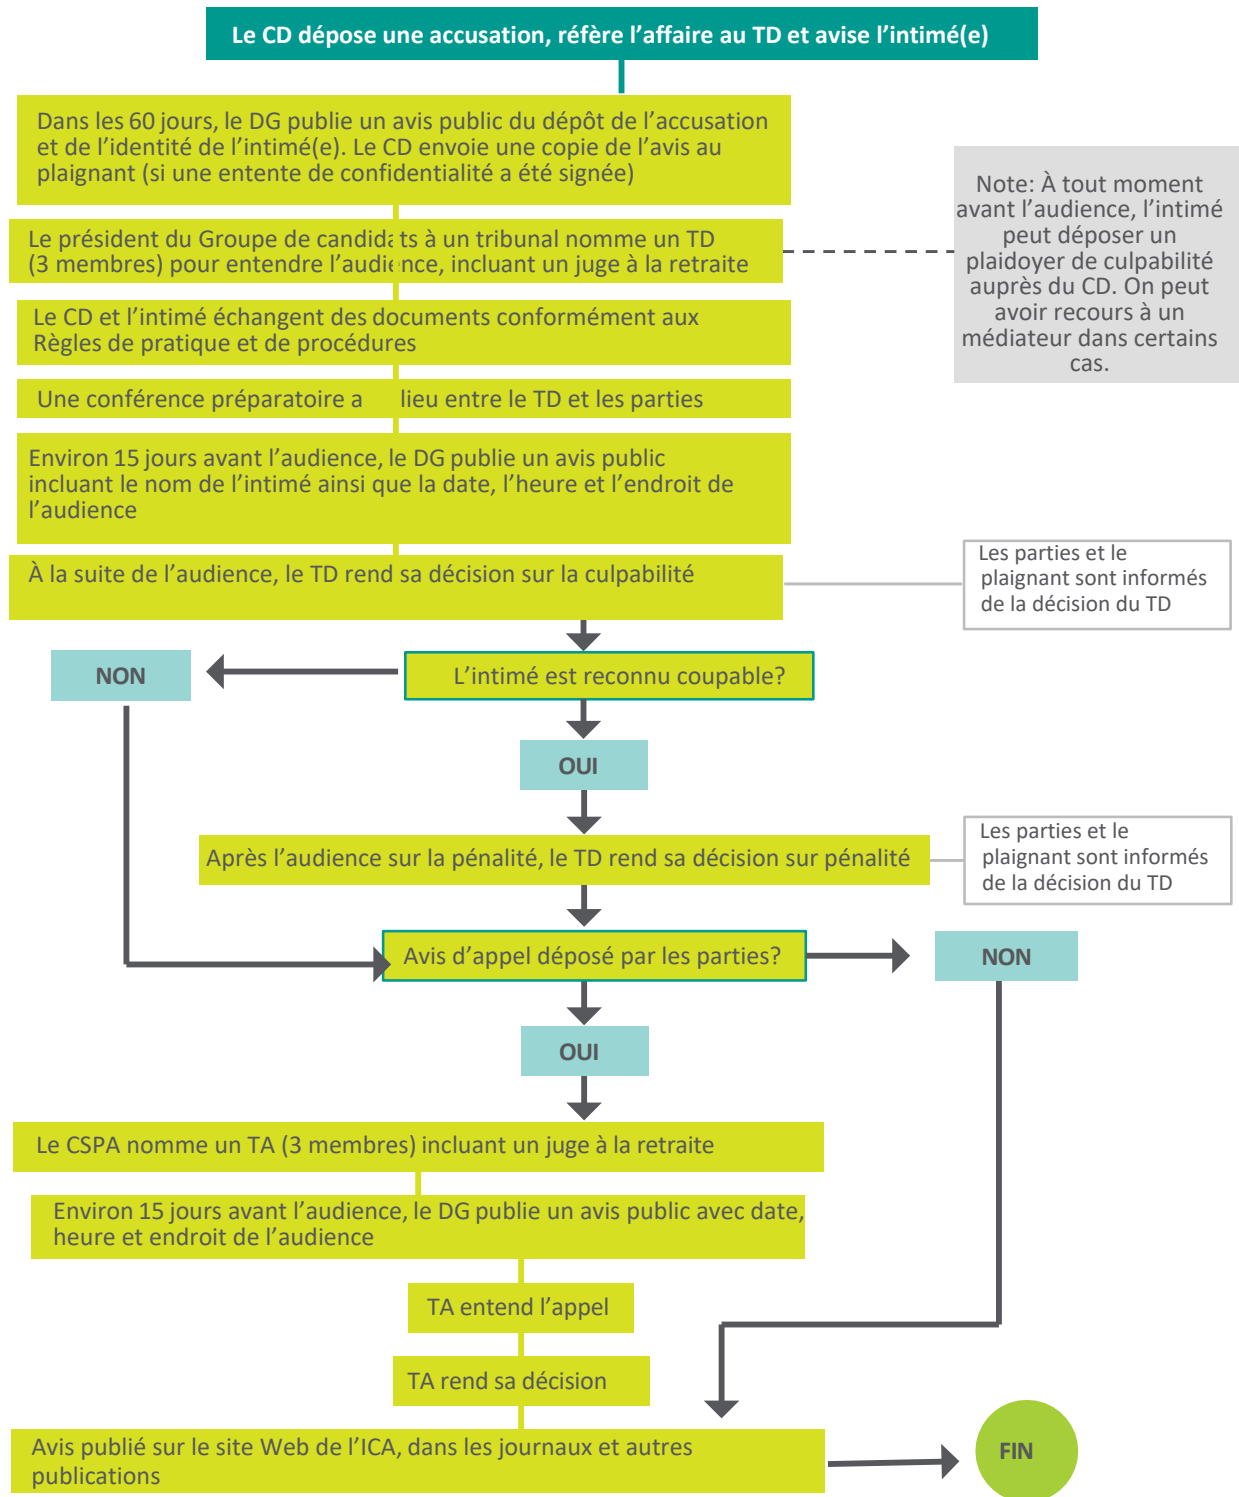 Le CD dépose une accusation, réfère l’affaire au TD et avise l’intimé(e)
Dans les 60 jours, le DG publie un avis public du dépôt de l’accusation
et de l’identité de l’intimé(e). Le CD envoie une copie de l’avis au
plaignant (si une entente de confidentialité a été signée)
Note: À tout moment
avant l’audience, l’intimé
peut déposer un
plaidoyer de culpabilité
auprès du CD. On peut
avoir recours à un
médiateur dans certains
cas.
Le président du Groupe de candidats à un tribunal nomme un TD
(3 membres) pour entendre l’audience, incluant un juge à la retraite
Le CD et l’intimé échangent des documents conformément aux
Règles de pratique et de procédures
Une conférence préparatoire a lieu entre le TD et les parties
Environ 15 jours avant l’audience, le DG publie un avis public
incluant le nom de l’intimé ainsi que la date, l’heure et l’endroit de
l’audience
À la suite de l’audience, le TD rend sa décision sur la culpabilité
Les parties et le
plaignant sont informés
de la décision du TD
NON
L’intimé est reconnu coupable?
OUI
Après l’audience sur la pénalité, le TD rend sa décision sur pénalité
Les parties et le
plaignant sont informés
de la décision du TD
Avis d’appel déposé par les parties?
NON
OUI
Le CSPA nomme un TA (3 membres) incluant un juge à la retraite
Environ 15 jours avant l’audience, le DG publie un avis public avec date,
heure et endroit de l’audience
TA entend l’appel
TA rend sa décision
Avis publié sur le site Web de l’ICA, dans les journaux et autres
publications
FIN